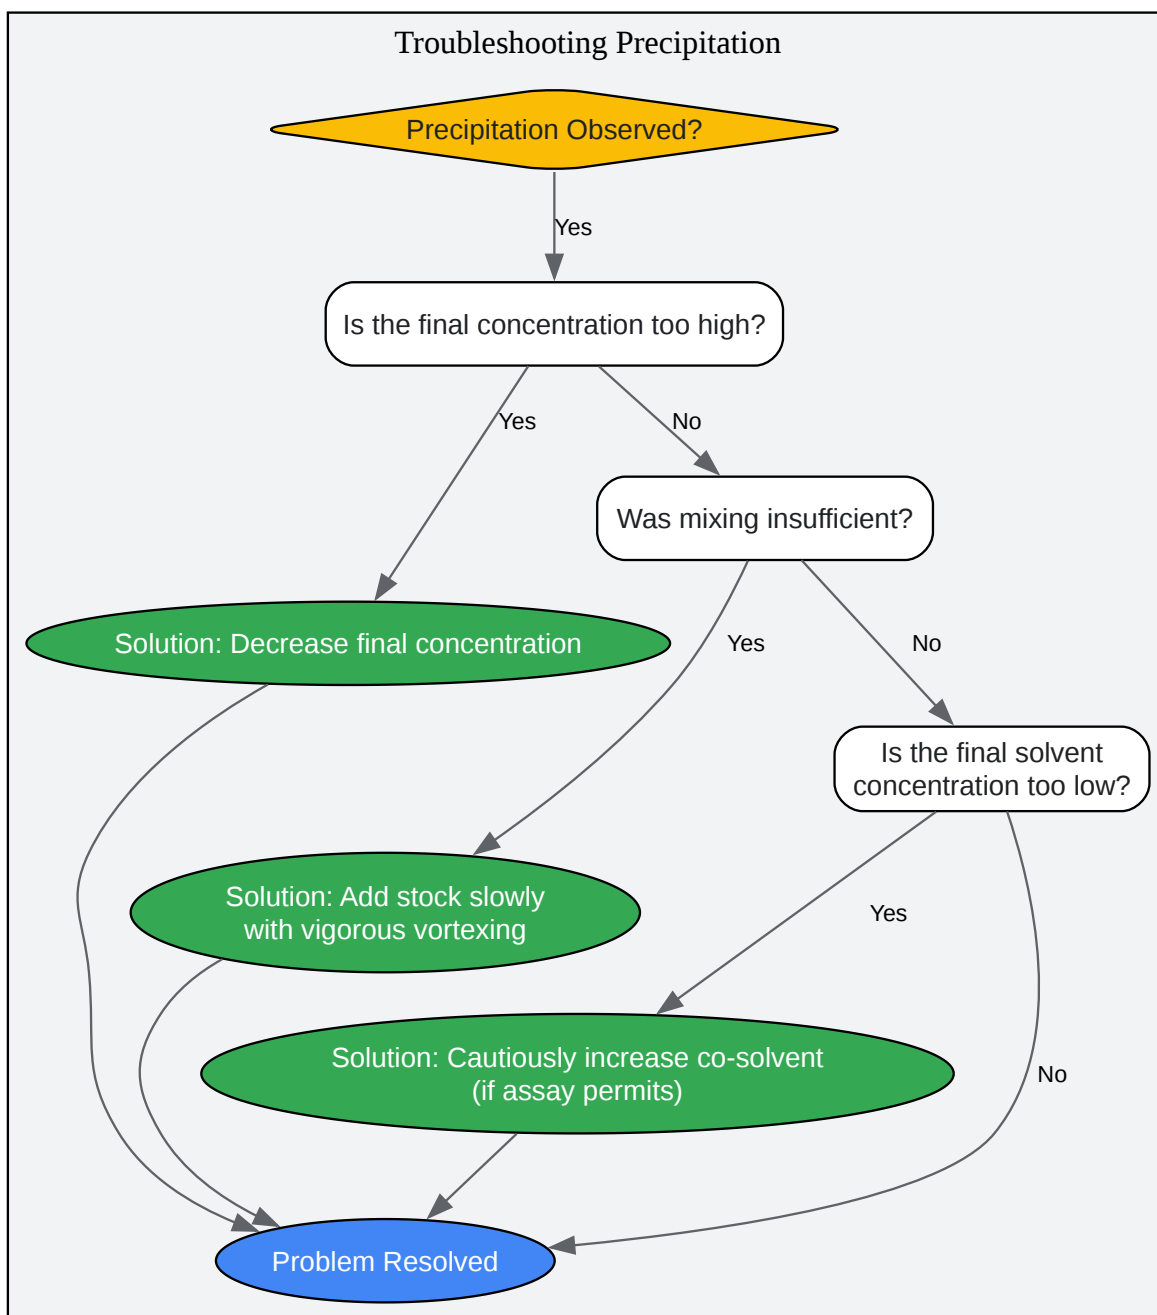 Troubleshooting Precipitation
Precipitation Observed?
Yes
Is the final concentration too high?
Yes
No
Was mixing insufficient?
Solution: Decrease final concentration
Yes
No
Is the final solvent
concentration too low?
Solution: Add stock slowly
with vigorous vortexing
Yes
Solution: Cautiously increase co-solvent
(if assay permits)
No
Problem Resolved